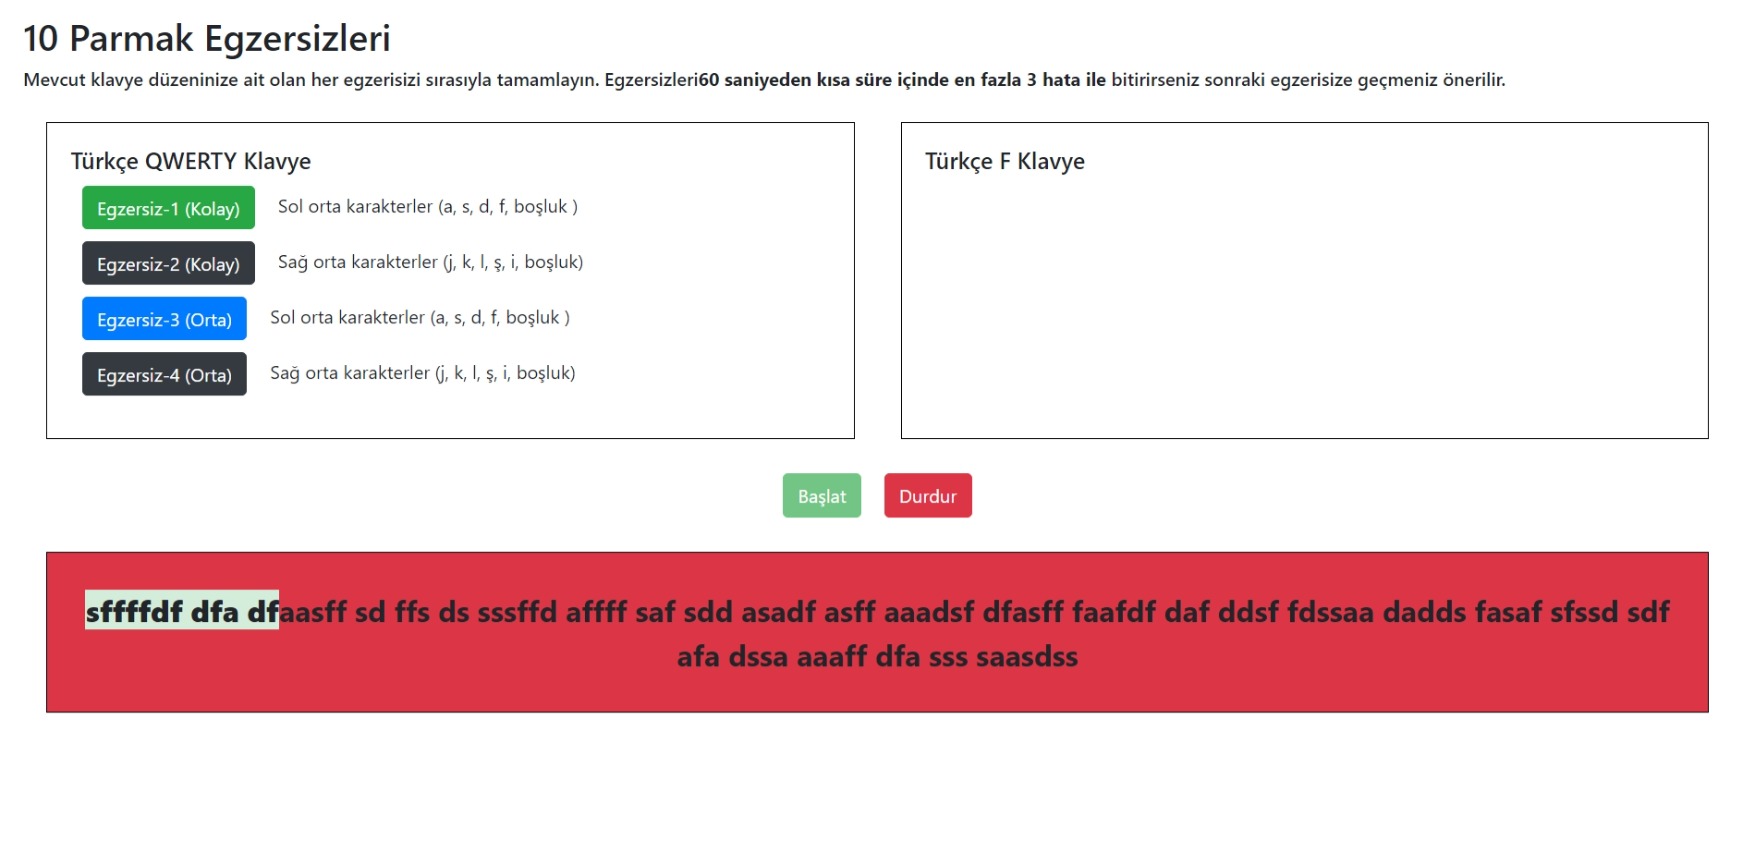 10 Parmak Egzersizleri
Mevcut klavye düzeninize ait olan her egzerisizi sırasıyla tamamlayın. Egzersizleri60 saniyeden kısa süre içinde en fazla 3 hata ile bitirirseniz sonraki egzerisize geçmeniz önerilir.
Türkçe QWERTY Klavye
Egzersiz-1 (Kolay) Sol orta karakterler (a, s, d, f, boşluk )
Egzersiz-2 (Kolay) Sağ orta karakterler (j, k, l, ş, i, boşluk)
Egzersiz-3 (Orta) Sol orta karakterler (a, s, d, f, boşluk )
Egzersiz-4 (Orta) Sağ orta karakterler (j, k, l, ş, i, boşluk)
Türkçe F Klavye
Başlat Durdur
sffffdf dfa dfaasff sd ffs ds sssffd affff saf sdd asadf asff aaadsf dfasff faafdf daf ddsf fdssaa dadds fasaf sfssd sdf
afa dssa aaaff dfa sss saasdss